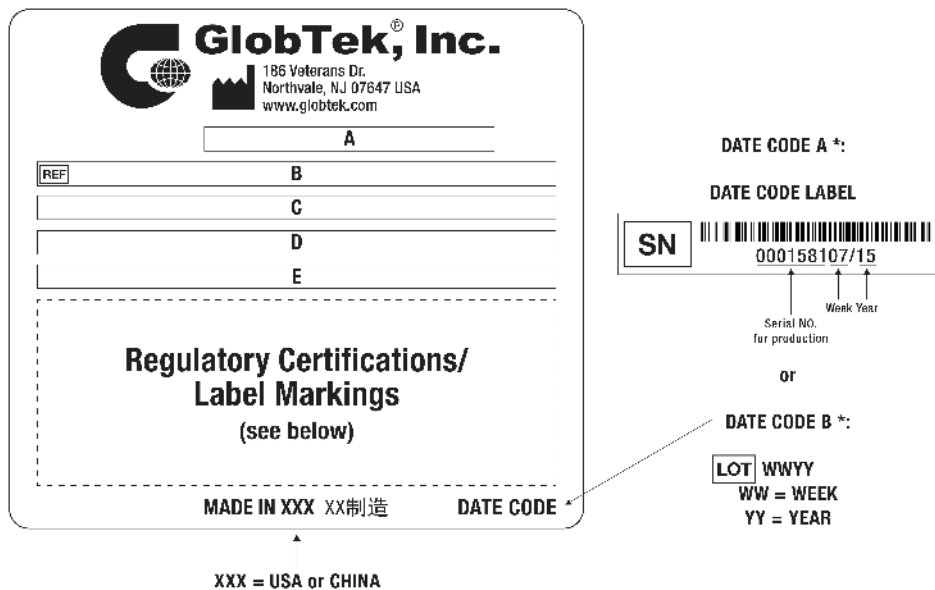 GlobTek,® Inc.
186 Veterans Dr.
Northvale, NJ 07647 USA
www.globtek.com
A
REF B
C
D
E
Regulatory Certifications/
Label Markings
(see below)
MADE IN XXX XX制造 DATE CODE
XXX = USA or CHINA
DATE CODE A *:
DATE CODE LABEL
SN
000158107/15
Week Year
Serial NO.
for production
or
DATE CODE B *:
LOT WWYY
WW = WEEK
YY = YEAR